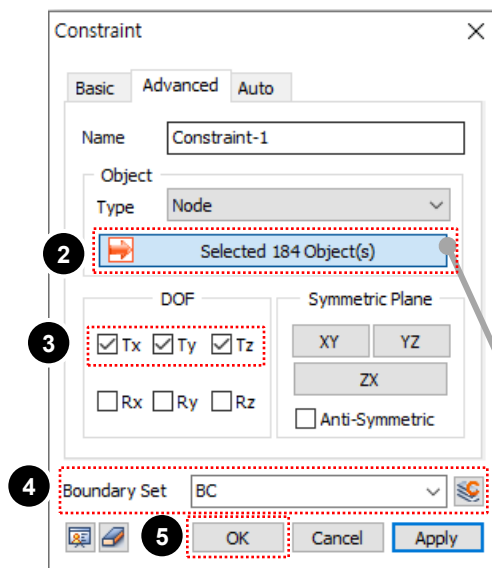 Constraint
Basic Advanced Auto
Name Constraint-1
Object
Type Node
2 Selected 184 Object(s)
DOF Symmetric Plane
3 Tx Ty Tz XY YZ
ZX
Rx Ry Rz Anti-Symmetric
4 Boundary Set BC
5 OK Cancel Apply